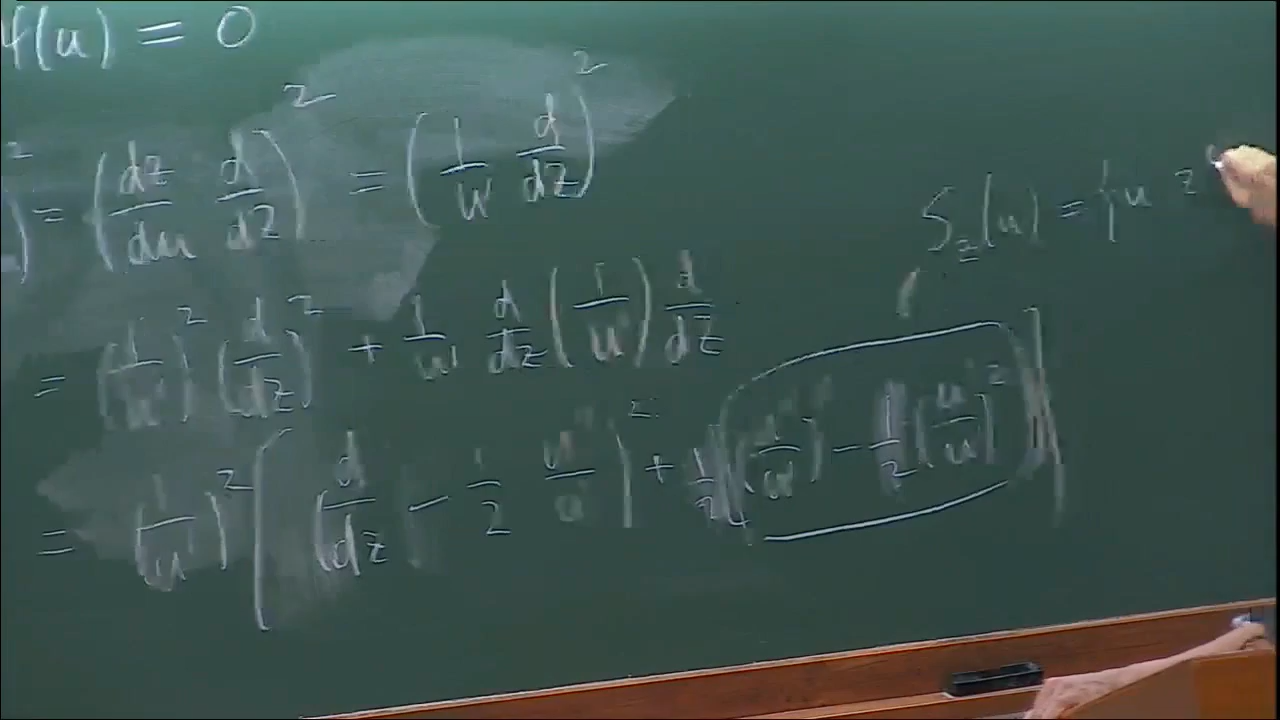 f(u) = 0
)² = (dz/du d/dz)² = (1/u' d/dz)²
S_z(u) = {u z
= (1/u')² (d/dz)² + 1/u' d/dz (1/u') d/dz
= (1/u')² ( (d/dz − 1/2 u''/u')² + 1/2 ( (u''/u')' − 1/2 (u''/u')² ) )